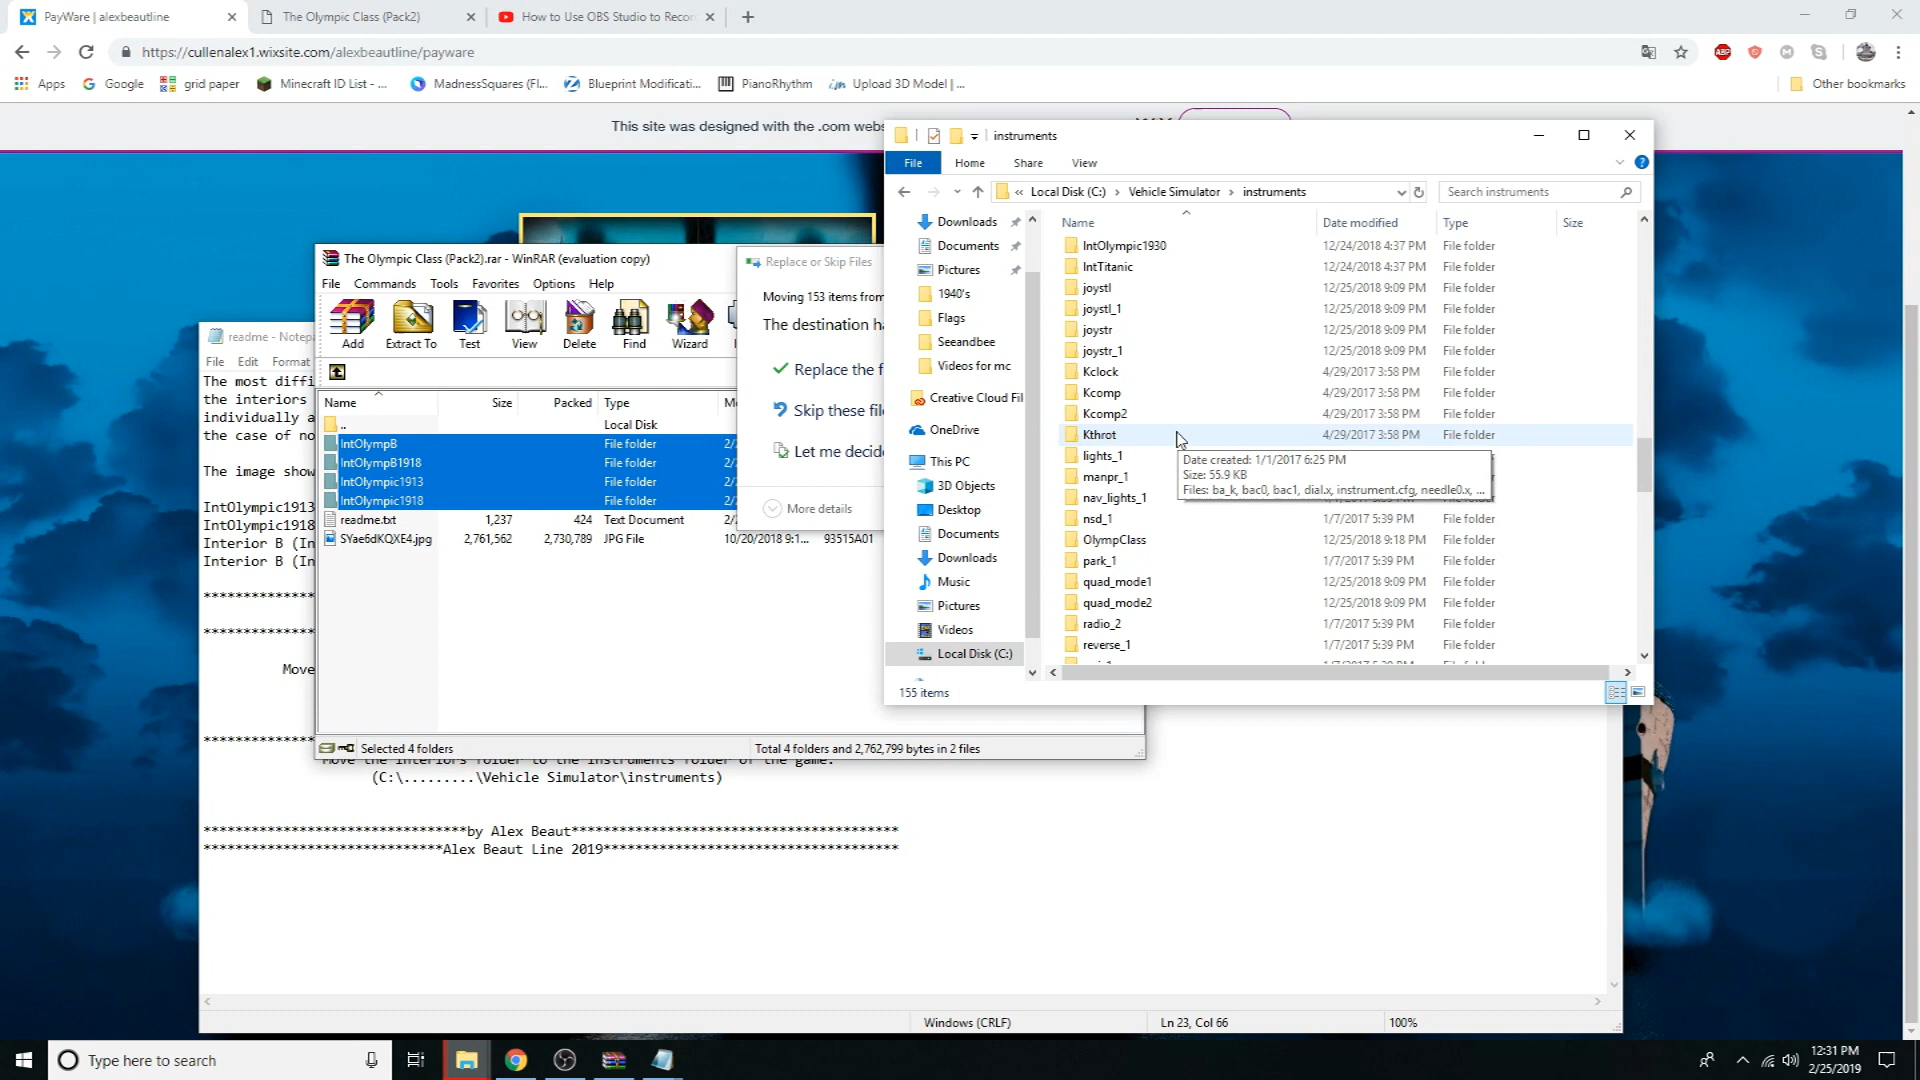 PayWare | alexbeautline
The Olympic Class (Pack2)
How to Use OBS Studio to Recor
https://cullenalex1.wixsite.com/alexbeautline/payware
ABP
Apps
Google
grid paper
Minecraft ID List - ...
MadnessSquares (Fl...
Blueprint Modificati...
PianoRhythm
Upload 3D Model | ...
Other bookmarks
This site was designed with the .com webs
instruments
File
Home
Share
View
Local Disk (C:) › Vehicle Simulator › instruments
Search instruments
Downloads
Documents
Pictures
1940's
Flags
Seeandbee
Videos for mc
Creative Cloud Fil
OneDrive
This PC
3D Objects
Desktop
Documents
Downloads
Music
Pictures
Videos
Local Disk (C:)
Name Date modified Type Size
IntOlympic1930 12/24/2018 4:37 PM File folder
IntTitanic 12/24/2018 4:37 PM File folder
joystl 12/25/2018 9:09 PM File folder
joystl_1 12/25/2018 9:09 PM File folder
joystr 12/25/2018 9:09 PM File folder
joystr_1 12/25/2018 9:09 PM File folder
Kclock 4/29/2017 3:58 PM File folder
Kcomp 4/29/2017 3:58 PM File folder
Kcomp2 4/29/2017 3:58 PM File folder
Kthrot 4/29/2017 3:58 PM File folder
lights_1
manpr_1
nav_lights_1
nsd_1 1/7/2017 5:39 PM File folder
OlympClass 12/25/2018 9:18 PM File folder
park_1 1/7/2017 5:39 PM File folder
quad_mode1 12/25/2018 9:09 PM File folder
quad_mode2 12/25/2018 9:09 PM File folder
radio_2 1/7/2017 5:39 PM File folder
reverse_1 1/7/2017 5:39 PM File folder
Date created: 1/1/2017 6:25 PM
Size: 55.9 KB
Files: ba_k, bac0, bac1, dial.x, instrument.cfg, needle0.x, ...
155 items
The Olympic Class (Pack2).rar - WinRAR (evaluation copy)
File
Commands
Tools
Favorites
Options
Help
Add
Extract To
Test
View
Delete
Find
Wizard
Name Size Packed Type
.. Local Disk
IntOlympB File folder
IntOlympB1918 File folder
IntOlympic1913 File folder
IntOlympic1918 File folder
readme.txt 1,237 424 Text Document
SYae6dKQXE4.jpg 2,761,562 2,730,789 JPG File 10/20/2018 9:1... 93515A01
Selected 4 folders
Total 4 folders and 2,762,799 bytes in 2 files
Replace or Skip Files
Moving 153 items from
The destination ha
Replace the f
Skip these file
Let me decid
More details
readme - Notep
File
Edit
Format
The most diffi
the interiors
individually a
the case of no
The image show
IntOlympic1913
IntOlympic1918
Interior B (In
Interior B (In
Move
Move the interiors folder to the instruments folder of the game.
(C:\.........\Vehicle Simulator\instruments)
*********************************by Alex Beaut*****************************************
******************************Alex Beaut Line 2019*************************************
Windows (CRLF)
Ln 23, Col 66
100%
Type here to search
12:31 PM
2/25/2019